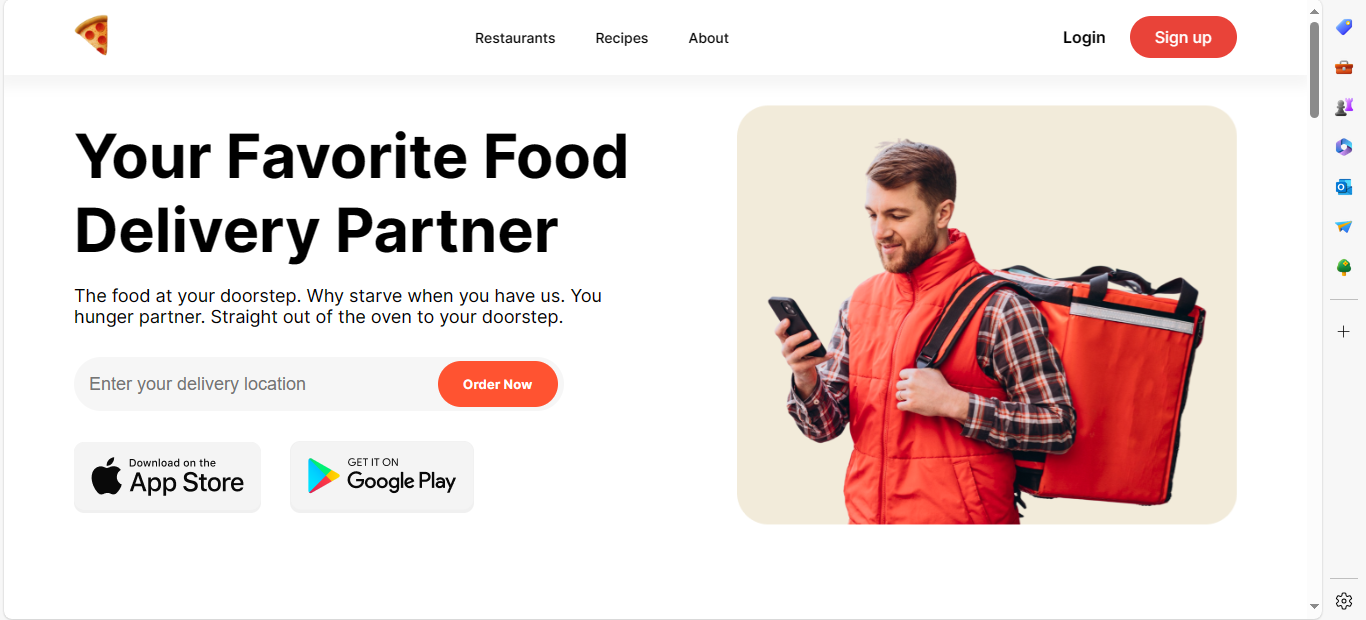 Restaurants Recipes About Login Sign up
Your Favorite Food
Delivery Partner
The food at your doorstep. Why starve when you have us. You
hunger partner. Straight out of the oven to your doorstep.
Enter your delivery location Order Now
Download on the
App Store
GET IT ON
Google Play